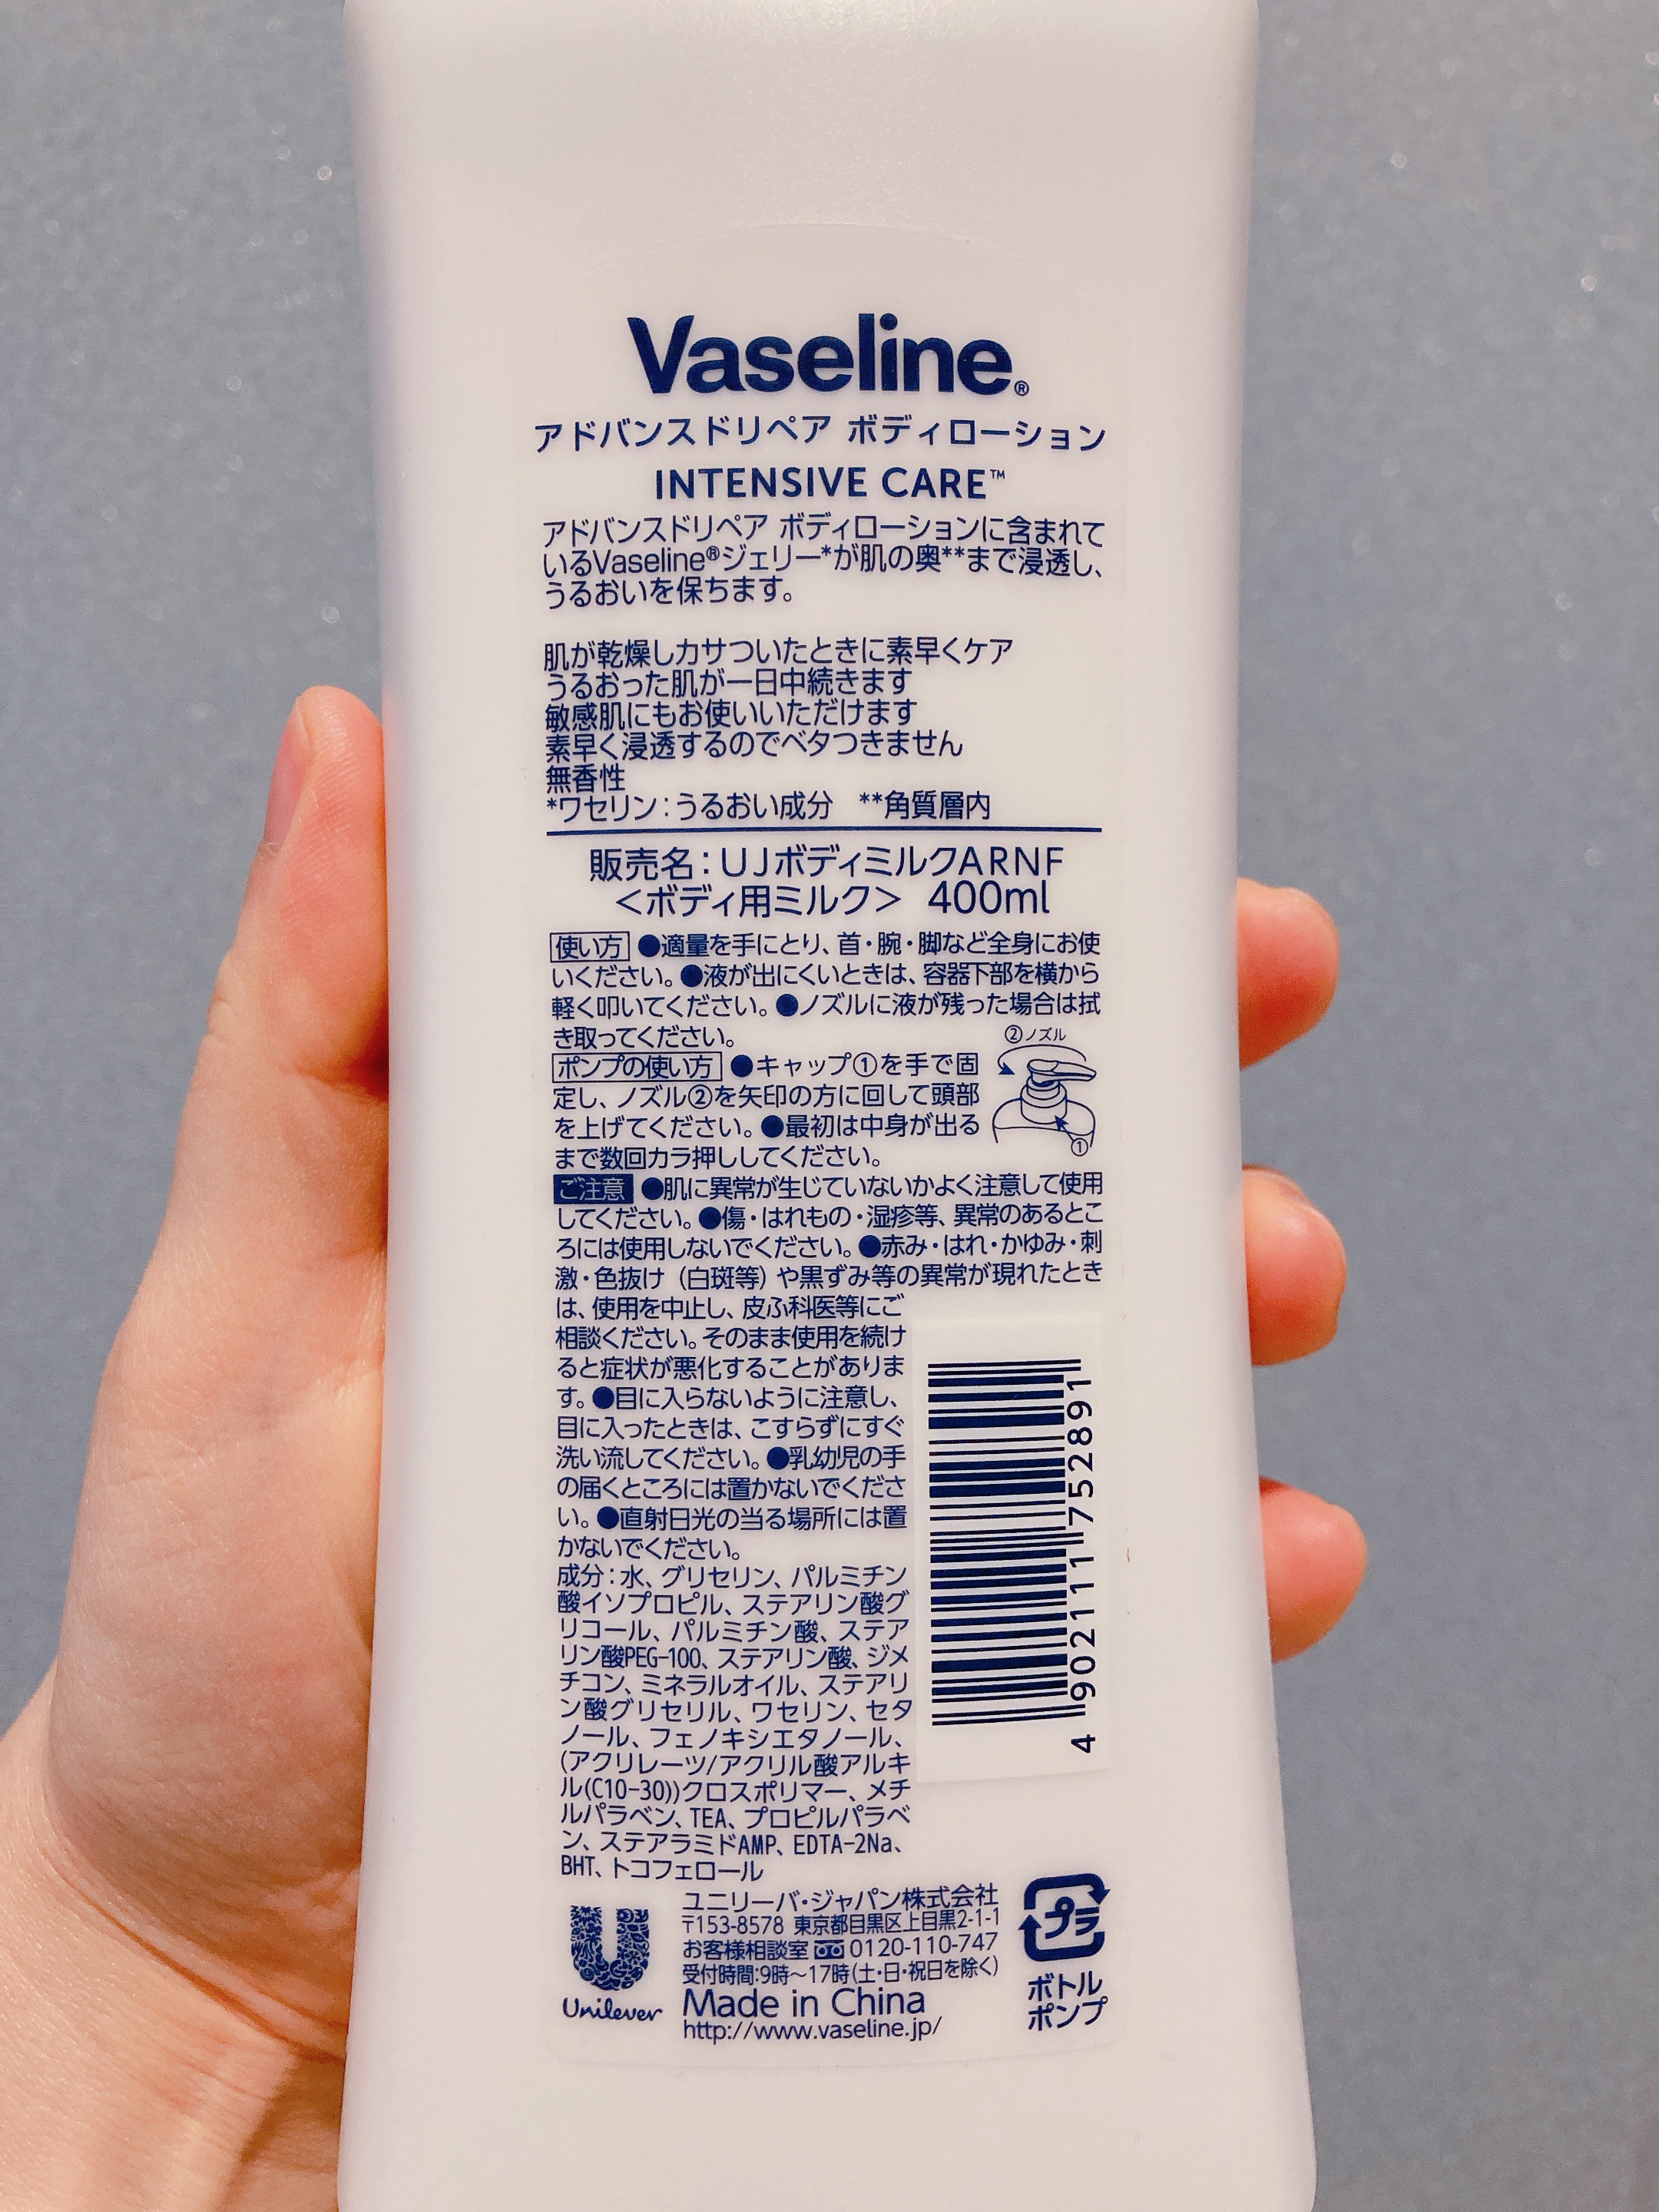 Vaseline®
アドバンスドリペア ボディローション
INTENSIVE CARE™
アドバンスドリペア ボディローションに含まれて
いるVaseline®ジェリー*が肌の奥**まで浸透し、
うるおいを保ちます。
肌が乾燥しカサついたときに素早くケア
うるおった肌が一日中続きます
敏感肌にもお使いいただけます
素早く浸透するのでベタつきません
無香性
*ワセリン:うるおい成分　**角質層内
販売名:UJボディミルクARNF
＜ボディ用ミルク＞ 400ml
使い方 ●適量を手にとり、首・腕・脚など全身にお使
いください。●液が出にくいときは、容器下部を横から
軽く叩いてください。●ノズルに液が残った場合は拭
き取ってください。
②ノズル
ポンプの使い方 ●キャップ①を手で固
定し、ノズル②を矢印の方に回して頭部
を上げてください。●最初は中身が出る
①
まで数回カラ押ししてください。
ご注意 ●肌に異常が生じていないかよく注意して使用
してください。●傷・はれもの・湿疹等、異常のあるとこ
ろには使用しないでください。●赤み・はれ・かゆみ・刺
激・色抜け（白斑等）や黒ずみ等の異常が現れたとき
は、使用を中止し、皮ふ科医等にご
相談ください。そのまま使用を続け
ると症状が悪化することがありま
す。●目に入らないように注意し、
目に入ったときは、こすらずにすぐ
洗い流してください。●乳幼児の手
の届くところには置かないでくださ
い。●直射日光の当る場所には置
かないでください。
成分:水、グリセリン、パルミチン
酸イソプロピル、ステアリン酸グ
リコール、パルミチン酸、ステア
リン酸PEG-100、ステアリン酸、ジメ
チコン、ミネラルオイル、ステアリ
ン酸グリセリル、ワセリン、セタ
ノール、フェノキシエタノール、
(アクリレーツ/アクリル酸アルキ
ル(C10-30))クロスポリマー、メチ
ルパラベン、TEA、プロピルパラベ
ン、ステアラミドAMP、EDTA-2Na、
BHT、トコフェロール
4 902111 752891
ユニリーバ・ジャパン株式会社
〒153-8578 東京都目黒区上目黒2-1-1
お客様相談室 0120-110-747
受付時間:9時～17時(土・日・祝日を除く)
Made in China
http://www.vaseline.jp/
Unilever
プラ
ボトル
ポンプ